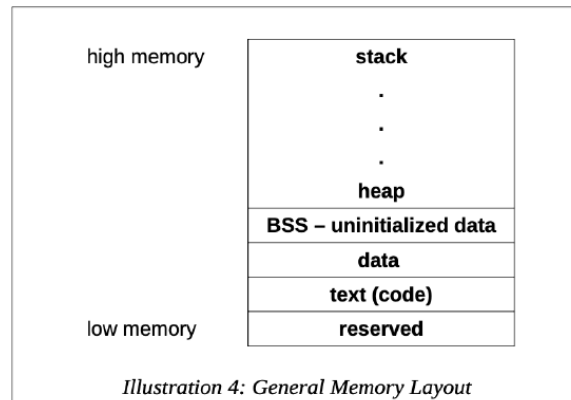 high memory stack
.
.
.
heap
BSS – uninitialized data
data
text (code)
low memory reserved
Illustration 4: General Memory Layout